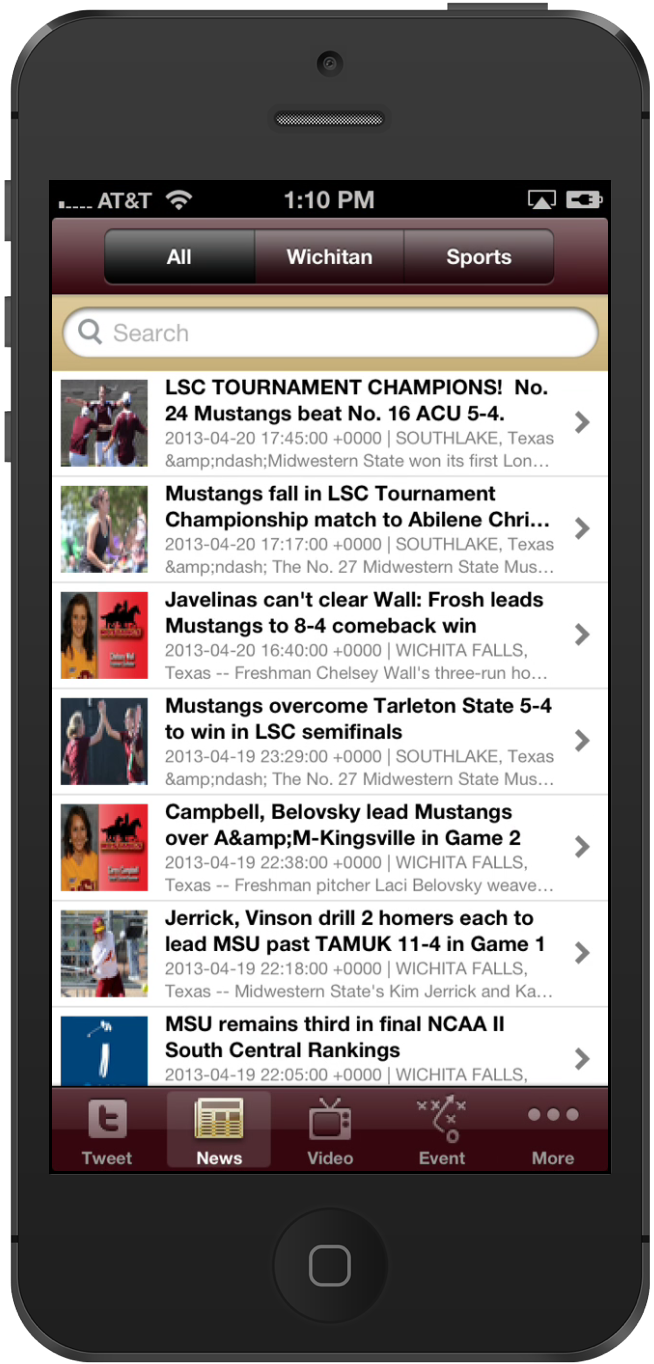 AT&T 1:10 PM
All Wichitan Sports
Search
LSC TOURNAMENT CHAMPIONS!  No.
24 Mustangs beat No. 16 ACU 5-4.
2013-04-20 17:45:00 +0000 | SOUTHLAKE, Texas
&amp;ndash;Midwestern State won its first Lon...
Mustangs fall in LSC Tournament
Championship match to Abilene Chri...
2013-04-20 17:17:00 +0000 | SOUTHLAKE, Texas
&amp;ndash; The No. 27 Midwestern State Mus...
Javelinas can't clear Wall: Frosh leads
Mustangs to 8-4 comeback win
2013-04-20 16:40:00 +0000 | WICHITA FALLS,
Texas -- Freshman Chelsey Wall's three-run ho...
Mustangs overcome Tarleton State 5-4
to win in LSC semifinals
2013-04-19 23:29:00 +0000 | SOUTHLAKE, Texas
&amp;ndash; The No. 27 Midwestern State Mus...
Campbell, Belovsky lead Mustangs
over A&amp;M-Kingsville in Game 2
2013-04-19 22:38:00 +0000 | WICHITA FALLS,
Texas -- Freshman pitcher Laci Belovsky weave...
Jerrick, Vinson drill 2 homers each to
lead MSU past TAMUK 11-4 in Game 1
2013-04-19 22:18:00 +0000 | WICHITA FALLS,
Texas -- Midwestern State's Kim Jerrick and Ka...
MSU remains third in final NCAA II
South Central Rankings
2013-04-19 22:05:00 +0000 | WICHITA FALLS,
Tweet News Video Event More